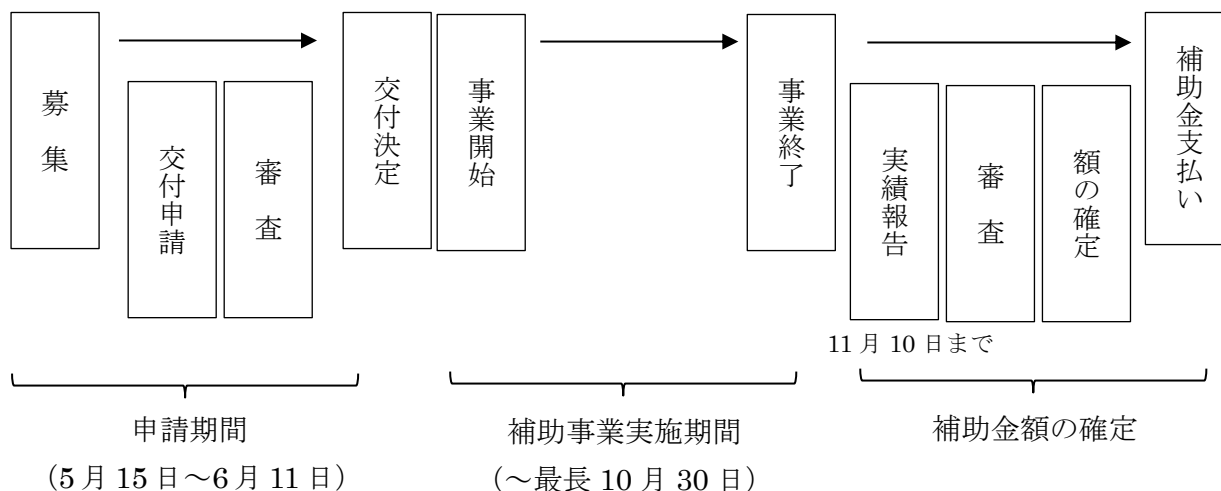 募集
交付申請
審査
交付決定
事業開始
事業終了
実績報告
審査
額の確定
補助金支払い
11月10日まで
申請期間
（5月15日～6月11日）
補助事業実施期間
（～最長10月30日）
補助金額の確定